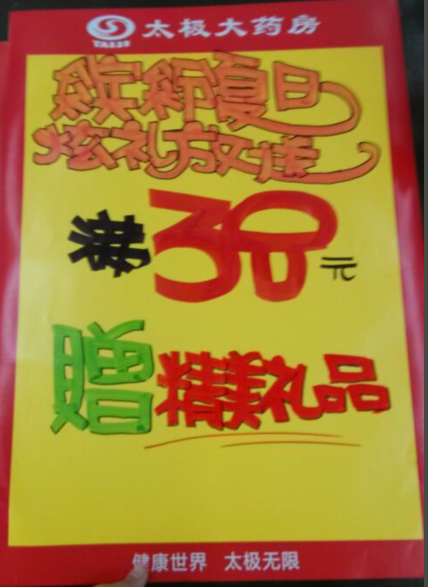 太极大药房
缤纷夏日
炫礼放送
满30元
赠精美礼品
健康世界 太极无限